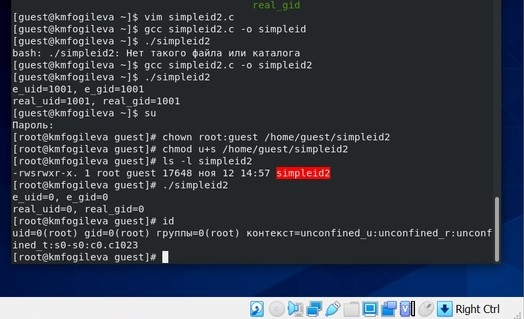 real_gid
[guest@kmfogileva ~]$ vim simpleid2.c
[guest@kmfogileva ~]$ gcc simpleid2.c -o simpleid
[guest@kmfogileva ~]$ ./simpleid2
bash: ./simpleid2: Нет такого файла или каталога
[guest@kmfogileva ~]$ gcc simpleid2.c -o simpleid2
[guest@kmfogileva ~]$ ./simpleid2
e_uid=1001, e_gid=1001
real_uid=1001, real_gid=1001
[guest@kmfogileva ~]$ su
Пароль:
[root@kmfogileva guest]# chown root:guest /home/guest/simpleid2
[root@kmfogileva guest]# chmod u+s /home/guest/simpleid2
[root@kmfogileva guest]# ls -l simpleid2
-rwsrwxr-x. 1 root guest 17648 ноя 12 14:57 simpleid2
[root@kmfogileva guest]# ./simpleid2
e_uid=0, e_gid=0
real_uid=0, real_gid=0
[root@kmfogileva guest]# id
uid=0(root) gid=0(root) группы=0(root) контекст=unconfined_u:unconfined_r:unconf
ined_t:s0-s0:c0.c1023
[root@kmfogileva guest]#
Right Ctrl